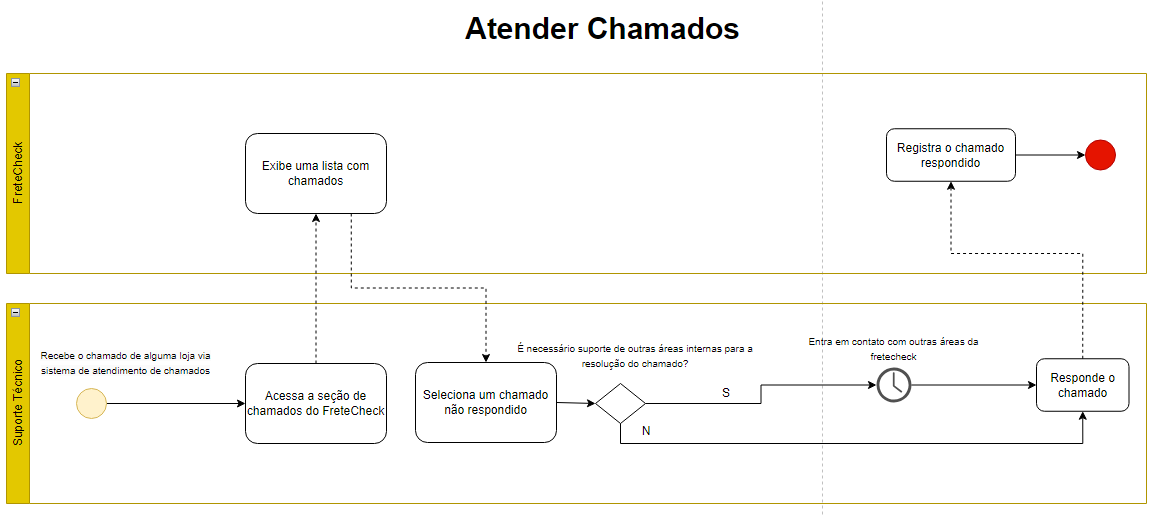 Atender Chamados
FreteCheck
Exibe uma lista com
chamados
Registra o chamado
respondido
Suporte Técnico
Recebe o chamado de alguma loja via
sistema de atendimento de chamados
Acessa a seção de
chamados do FreteCheck
Seleciona um chamado
não respondido
É necessário suporte de outras áreas internas para a
resolução do chamado?
S
N
Entra em contato com outras áreas da
fretecheck
Responde o
chamado